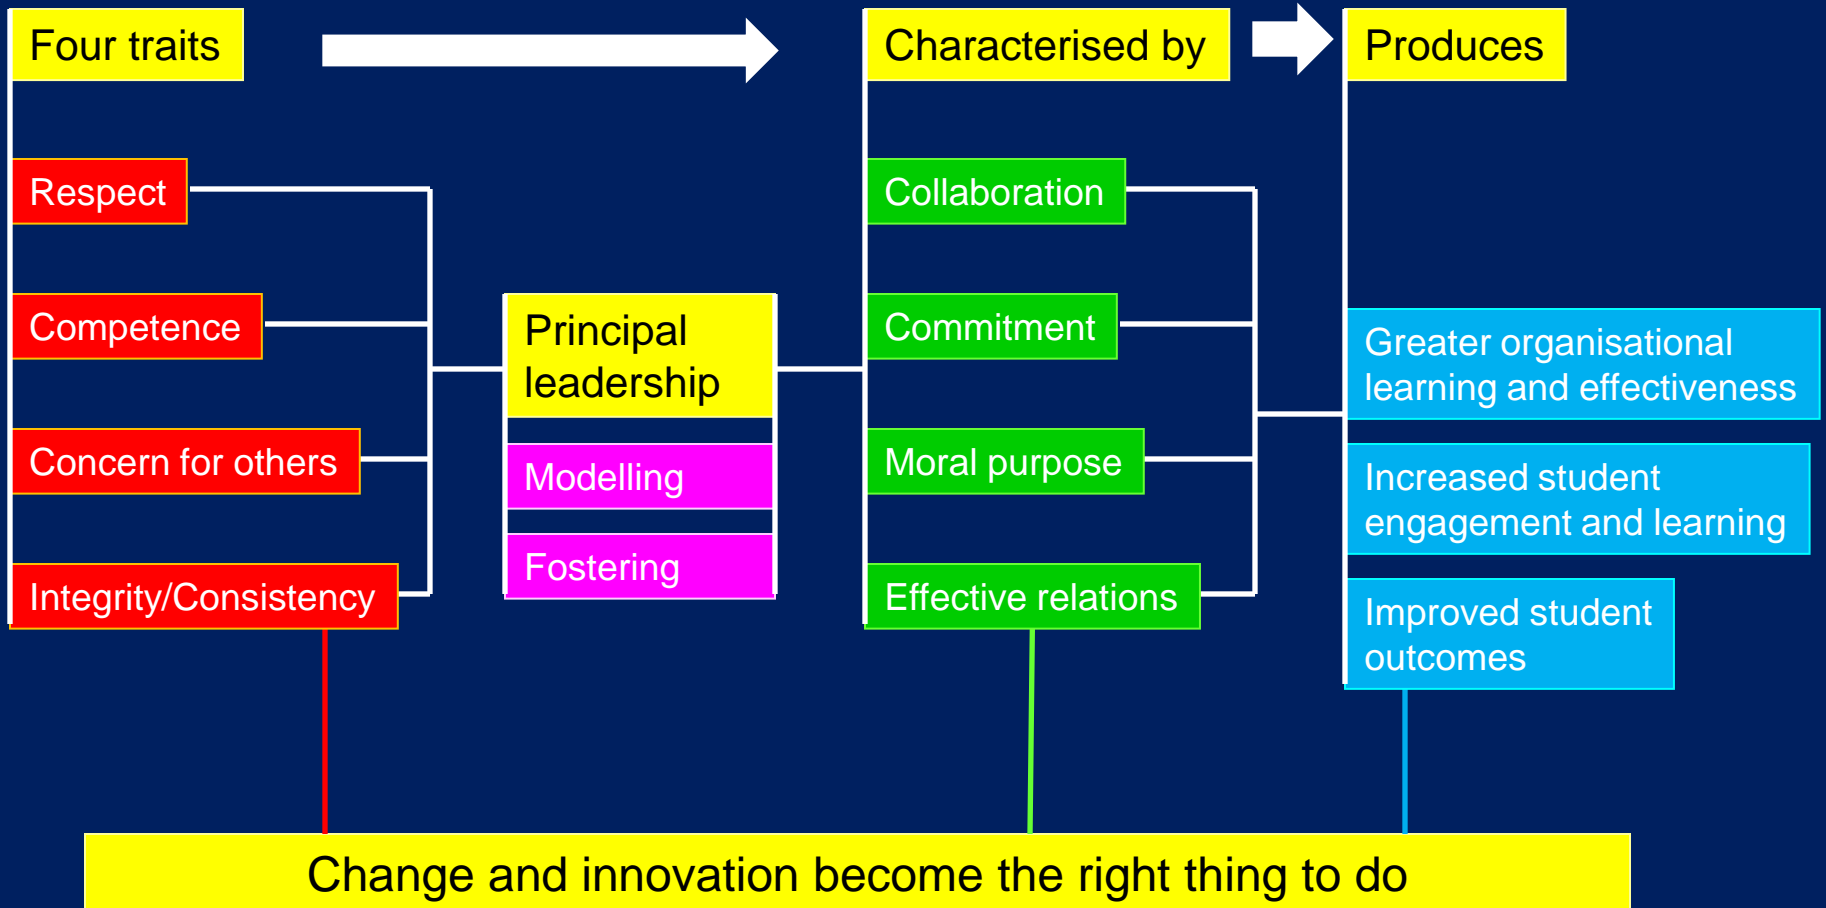 Four traits
Characterised by
Produces
Respect
Competence
Concern for others
Integrity/Consistency
Principal
leadership
Modelling
Fostering
Collaboration
Commitment
Moral purpose
Effective relations
Greater organisational
learning and effectiveness
Increased student
engagement and learning
Improved student
outcomes
Change and innovation become the right thing to do